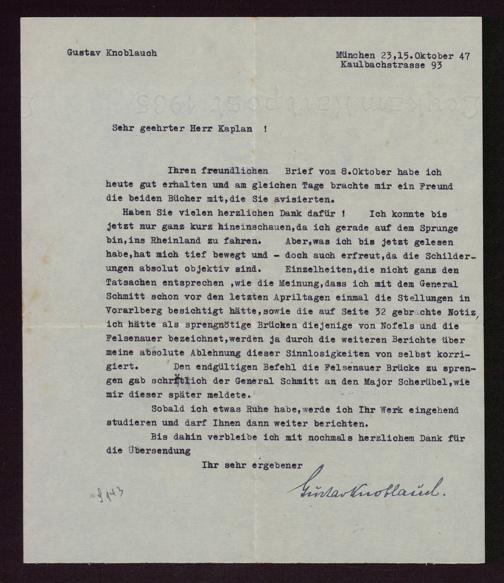 Gustav Knoblauch
München 23,15.Oktober 47
Kaulbachstrasse 93
Sehr geehrter Herr Kaplan !
Ihren freundlichen Brief vom 8.Oktober habe ich
heute gut erhalten und am gleichen Tage brachte mir ein Freund
die beiden Bücher mit,die Sie avisierten.
Haben Sie vielen herzlichen Dank dafür ! Ich konnte bis
jetzt nur ganz kurz hineinschauen,da ich gerade auf dem Sprunge
bin,ins Rheinland zu fahren. Aber,was ich bis jetzt gelesen
habe,hat mich tief bewegt und - doch auch erfreut,da die Schilder-
ungen absolut objektiv sind. Einzelheiten,die nicht ganz den
Tatsachen entsprechen ,wie die Meinung,dass ich mit dem General
Schmitt schon vor den letzten Apriltagen einmal die Stellungen in
Vorarlberg besichtigt hätte,sowie die auf Seite 32 gebrachte Notiz
ich hätte als sprengnötige Brücken diejenige von Nofels und die
Felsenauer bezeichnet,werden ja durch die weiteren Berichte über
meine absolute Ablehnung dieser Sinnlosigkeiten von selbst korri-
giert. Den endgültigen Befehl die Felsenauer Brücke zu spren-
gen gab schriftlich der General Schmitt an den Major Scherübel,wie
mir dieser später meldete.
Sobald ich etwas Ruhe habe,werde ich Ihr Werk eingehend
studieren und darf Ihnen dann weiter berichten.
Bis dahin verbleibe ich mit nochmals herzlichem Dank für
die Übersendung
Ihr sehr ergebener
Gustav Knoblauch.